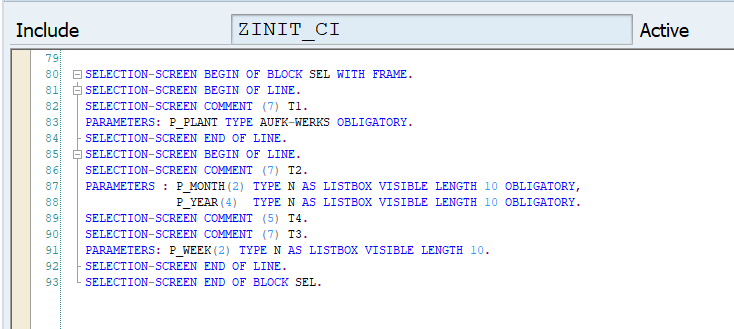 Include ZINIT_CI Active
79
80 SELECTION-SCREEN BEGIN OF BLOCK SEL WITH FRAME.
81 SELECTION-SCREEN BEGIN OF LINE.
82 SELECTION-SCREEN COMMENT (7) T1.
83 PARAMETERS: P_PLANT TYPE AUFK-WERKS OBLIGATORY.
84 SELECTION-SCREEN END OF LINE.
85 SELECTION-SCREEN BEGIN OF LINE.
86 SELECTION-SCREEN COMMENT (7) T2.
87 PARAMETERS : P_MONTH(2) TYPE N AS LISTBOX VISIBLE LENGTH 10 OBLIGATORY,
88 P_YEAR(4)  TYPE N AS LISTBOX VISIBLE LENGTH 10 OBLIGATORY.
89 SELECTION-SCREEN COMMENT (5) T4.
90 SELECTION-SCREEN COMMENT (7) T3.
91 PARAMETERS: P_WEEK(2) TYPE N AS LISTBOX VISIBLE LENGTH 10.
92 SELECTION-SCREEN END OF LINE.
93 SELECTION-SCREEN END OF BLOCK SEL.